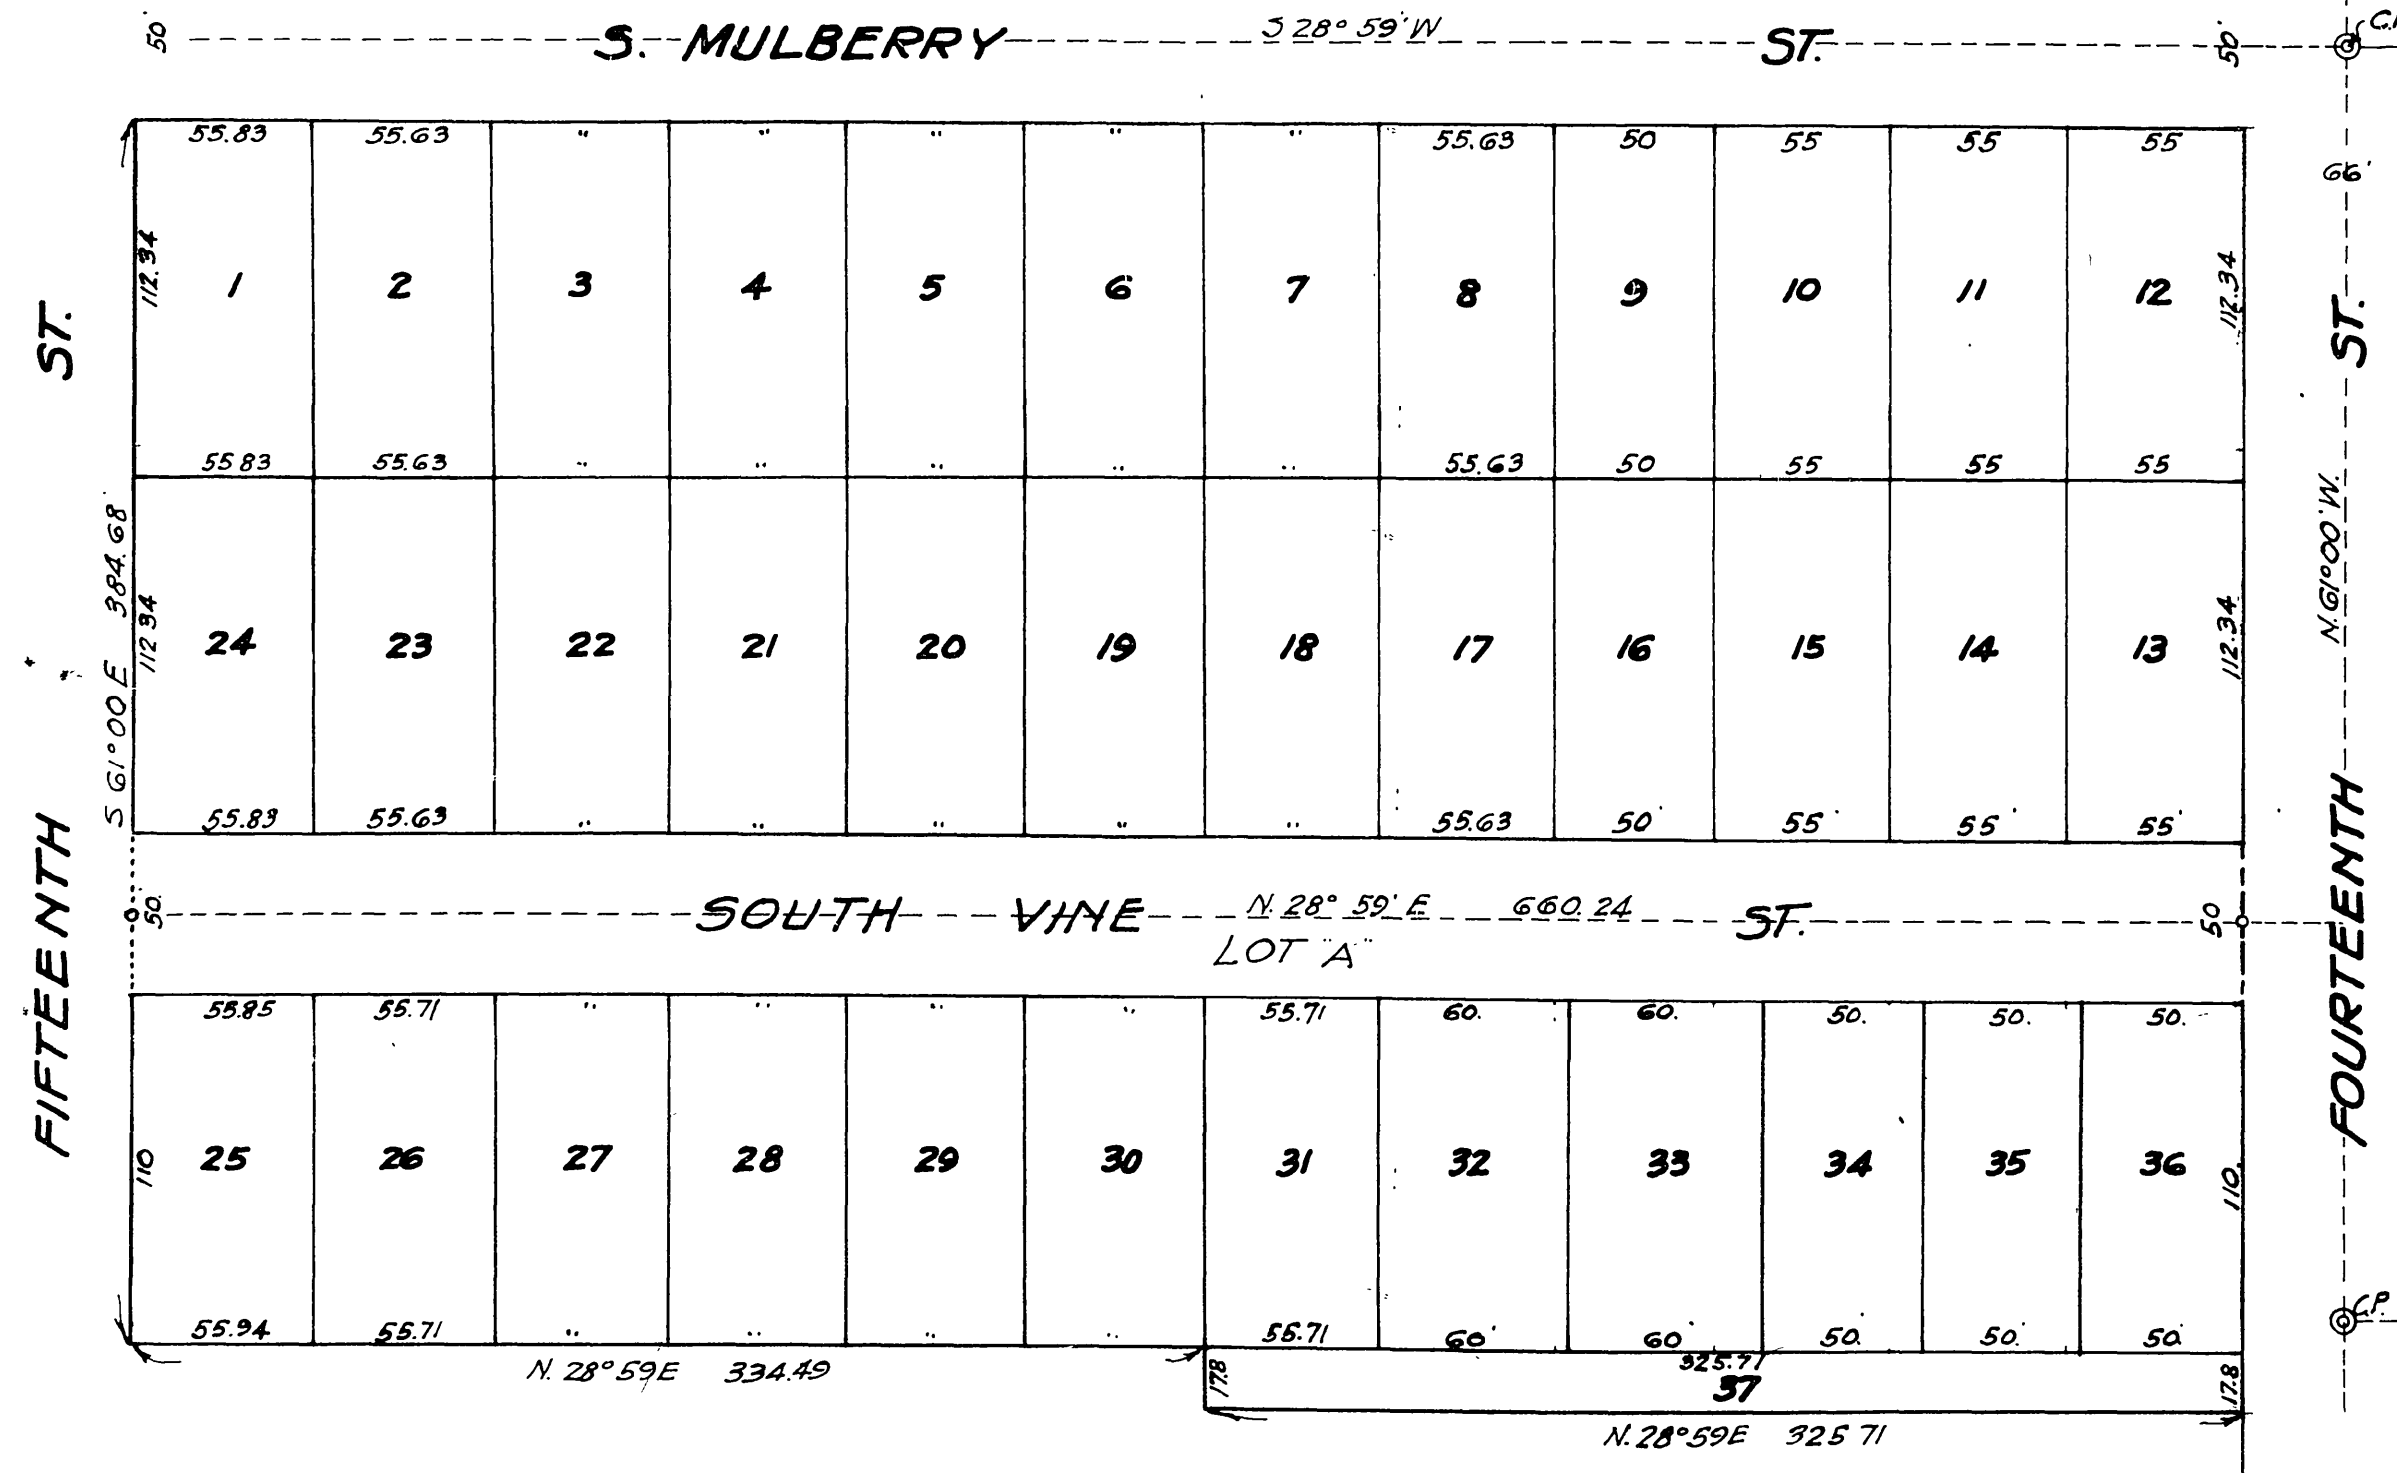 50' S. MULBERRY S 28° 59' W ST. 50'
55.83 55.63 " " " " " 55.63 50 55 55 55
66'
112.34 1 2 3 4 5 6 7 8 9 10 11 12 112.34
ST. ST.
55.83 55.63 " " " " " 55.63 50 55 55 55
S 61° 00 E 384.68
N. 61° 00' W.
112.34 24 23 22 21 20 19 18 17 16 15 14 13 112.34
55.83 55.63 " " " " " 55.63 50' 55' 55' 55'
50. SOUTH VINE N. 28° 59' E 660.24 ST. 50
LOT "A"
FIFTEENTH FOURTEENTH
55.85 55.71 " " " " 55.71 60. 60. 50. 50. 50.
110 25 26 27 28 29 30 31 32 33 34 35 36 110.
C.P.
55.94 55.71 " " " " 55.71 60' 60' 50. 50. 50.
N. 28° 59 E 334.49 17.8 325.71 17.8
37
N. 28° 59 E 325 71